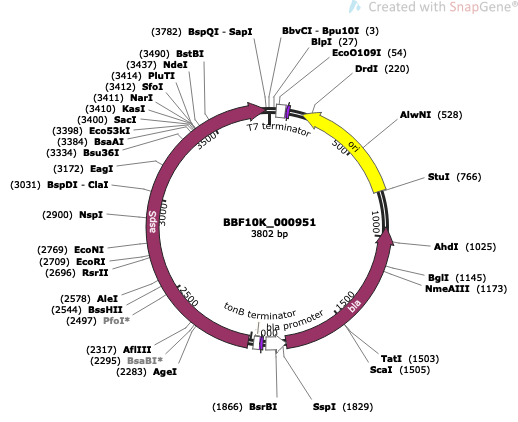 Created with SnapGene®
(3782) BspQI - SapI
BbvCI - Bpu10I (3)
BlpI (27)
EcoO109I (54)
DrdI (220)
AlwNI (528)
StuI (766)
AhdI (1025)
BglI (1145)
NmeAIII (1173)
TatI (1503)
ScaI (1505)
SspI (1829)
(1866) BsrBI
(2283) AgeI
(2295) BsaBI*
(2317) AflIII
(2497) PfoI*
(2544) BssHII
(2578) AleI
(2696) RsrII
(2709) EcoRI
(2769) EcoNI
(2900) NspI
(3031) BspDI - ClaI
(3172) EagI
(3334) Bsu36I
(3384) BsaAI
(3398) Eco53kI
(3400) SacI
(3410) KasI
(3411) NarI
(3412) SfoI
(3414) PluTI
(3437) NdeI
(3490) BstBI
T7 terminator
ori
bla
bla promoter
tonB terminator
aspS
500
1000
1500
2500
3000
3500
BBF10K_000951
3802 bp